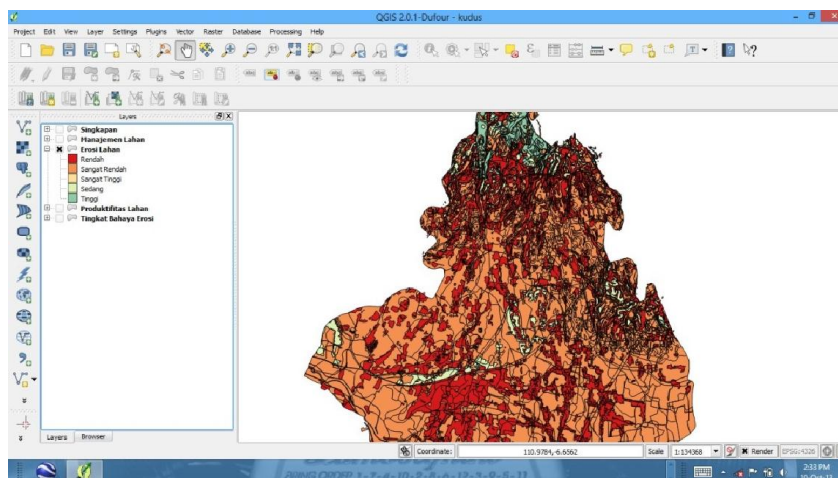 QGIS 2.0.1-Dufour - kudus
Project Edit View Layer Settings Plugins Vector Raster Database Processing Help
Layers
Singkapan
Manajemen Lahan
Erosi Lahan
Rendah
Sangat Rendah
Sangat Tinggi
Sedang
Tinggi
Produktifitas Lahan
Tingkat Bahaya Erosi
Layers Browser
Coordinate: 110.9784,-6.6562 Scale 1:134368 Render EPSG:4326
2:33 PM